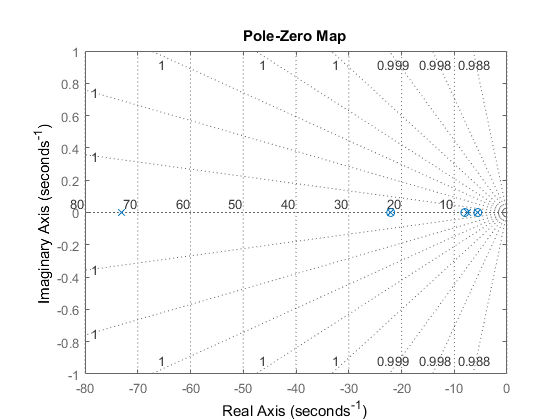 Pole-Zero Map
1
0.8
0.6
0.4
0.2
0
-0.2
-0.4
-0.6
-0.8
-1
Imaginary Axis (seconds⁻¹)
1 1 1 0.999 0.998 0.988
1
1
80 70 60 50 40 30 20 10
1
1
1 1 1 0.999 0.998 0.988
-80 -70 -60 -50 -40 -30 -20 -10 0
Real Axis (seconds⁻¹)